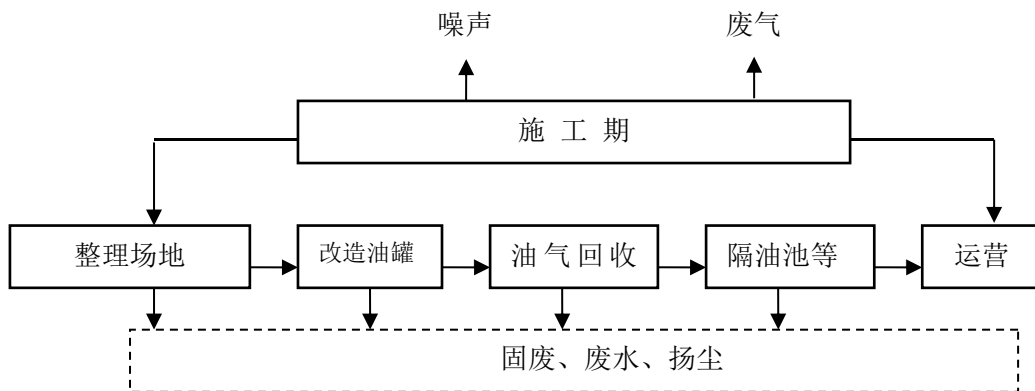 噪声
废气
施工期
整理场地
改造油罐
油气回收
隔油池等
运营
固废、废水、扬尘